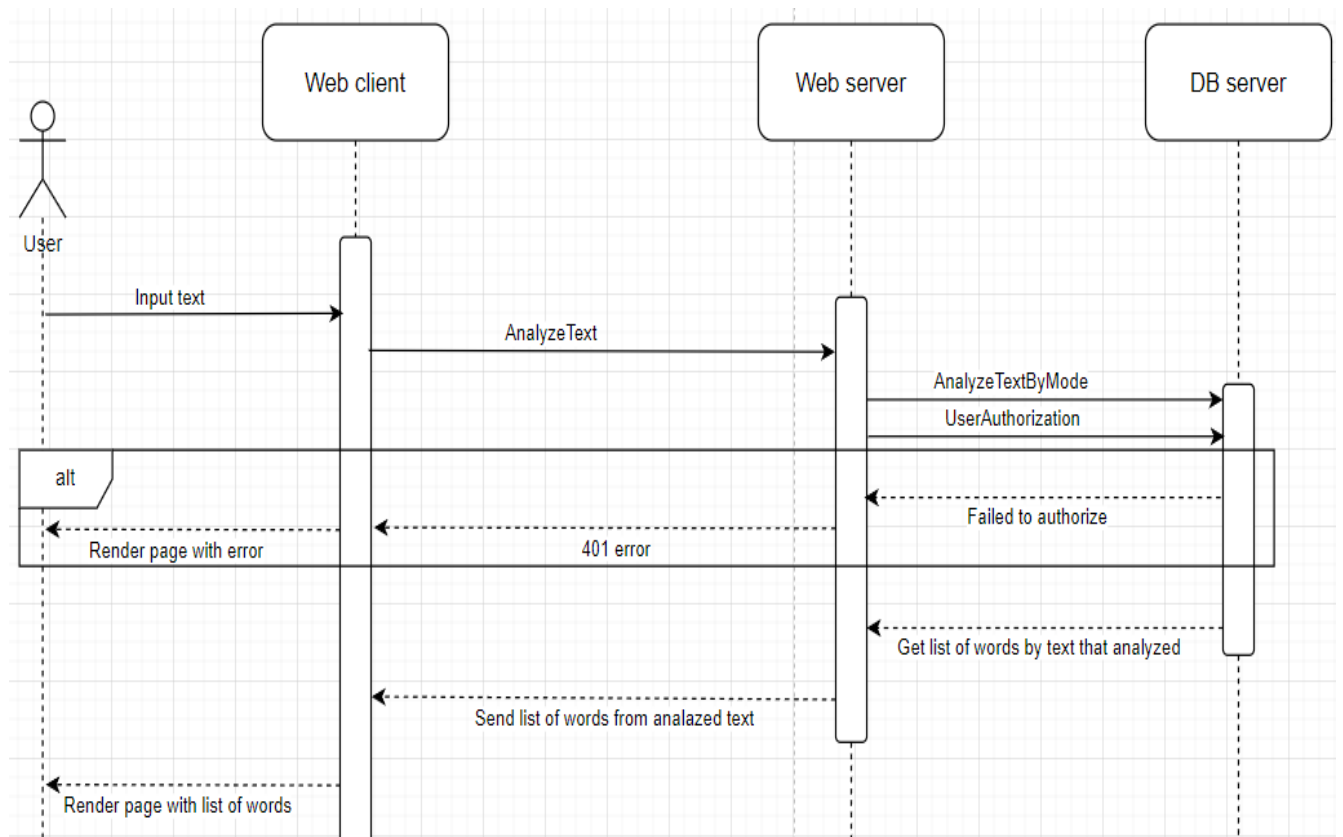 Web client
Web server
DB server
User
Input text
AnalyzeText
AnalyzeTextByMode
UserAuthorization
alt
Failed to authorize
401 error
Render page with error
Get list of words by text that analyzed
Send list of words from analazed text
Render page with list of words